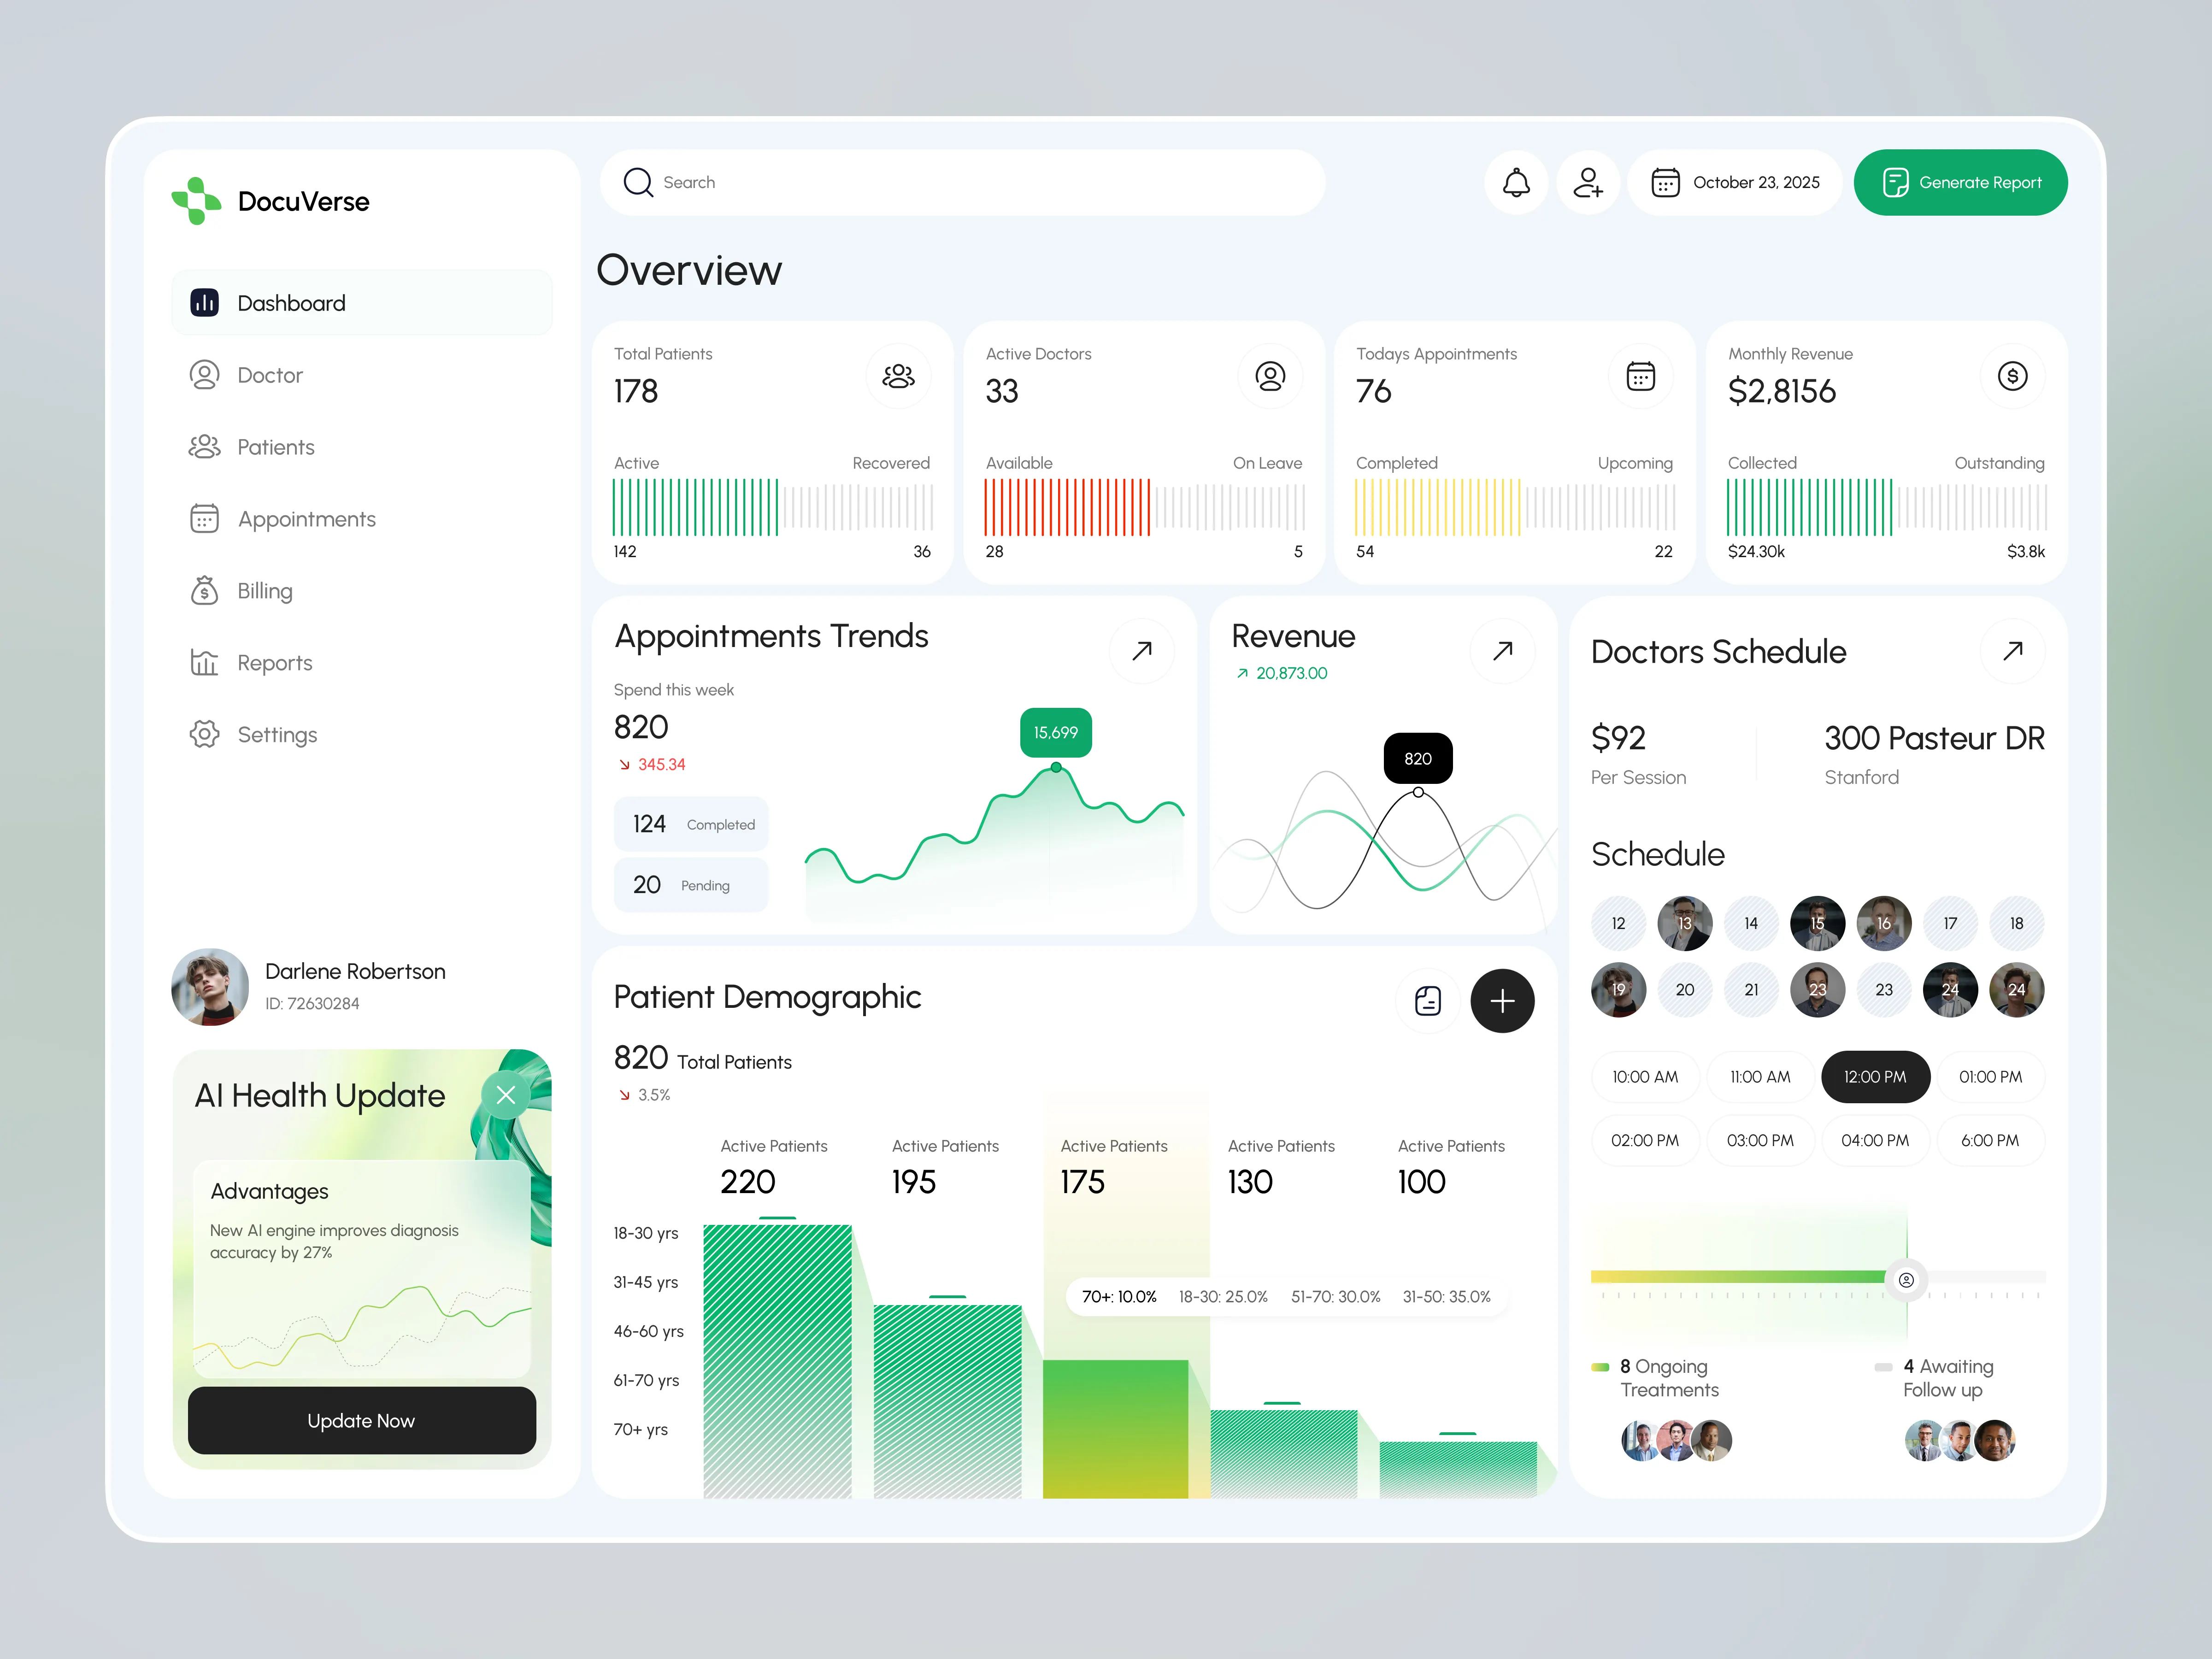 DocuVerse
Dashboard
Doctor
Patients
Appointments
Billing
Reports
Settings
Darlene Robertson
ID: 72630284
AI Health Update
Advantages
New AI engine improves diagnosis
accuracy by 27%
Update Now
Search
October 23, 2025
Generate Report
Overview
Total Patients
178
Active Recovered
142 36
Active Doctors
33
Available On Leave
28 5
Todays Appointments
76
Completed Upcoming
54 22
Monthly Revenue
$2,8156
Collected Outstanding
$24.30k $3.8k
Appointments Trends
Spend this week
820
345.34
124 Completed
20 Pending
15,699
Revenue
20,873.00
820
Patient Demographic
820 Total Patients
3.5%
Active Patients Active Patients Active Patients Active Patients Active Patients
220 195 175 130 100
18-30 yrs
31-45 yrs
46-60 yrs
61-70 yrs
70+ yrs
70+: 10.0% 18-30: 25.0% 51-70: 30.0% 31-50: 35.0%
Doctors Schedule
$92 300 Pasteur DR
Per Session Stanford
Schedule
12 13 14 15 16 17 18
19 20 21 23 23 24 24
10:00 AM 11:00 AM 12:00 PM 01:00 PM
02:00 PM 03:00 PM 04:00 PM 6:00 PM
8 Ongoing
Treatments
4 Awaiting
Follow up